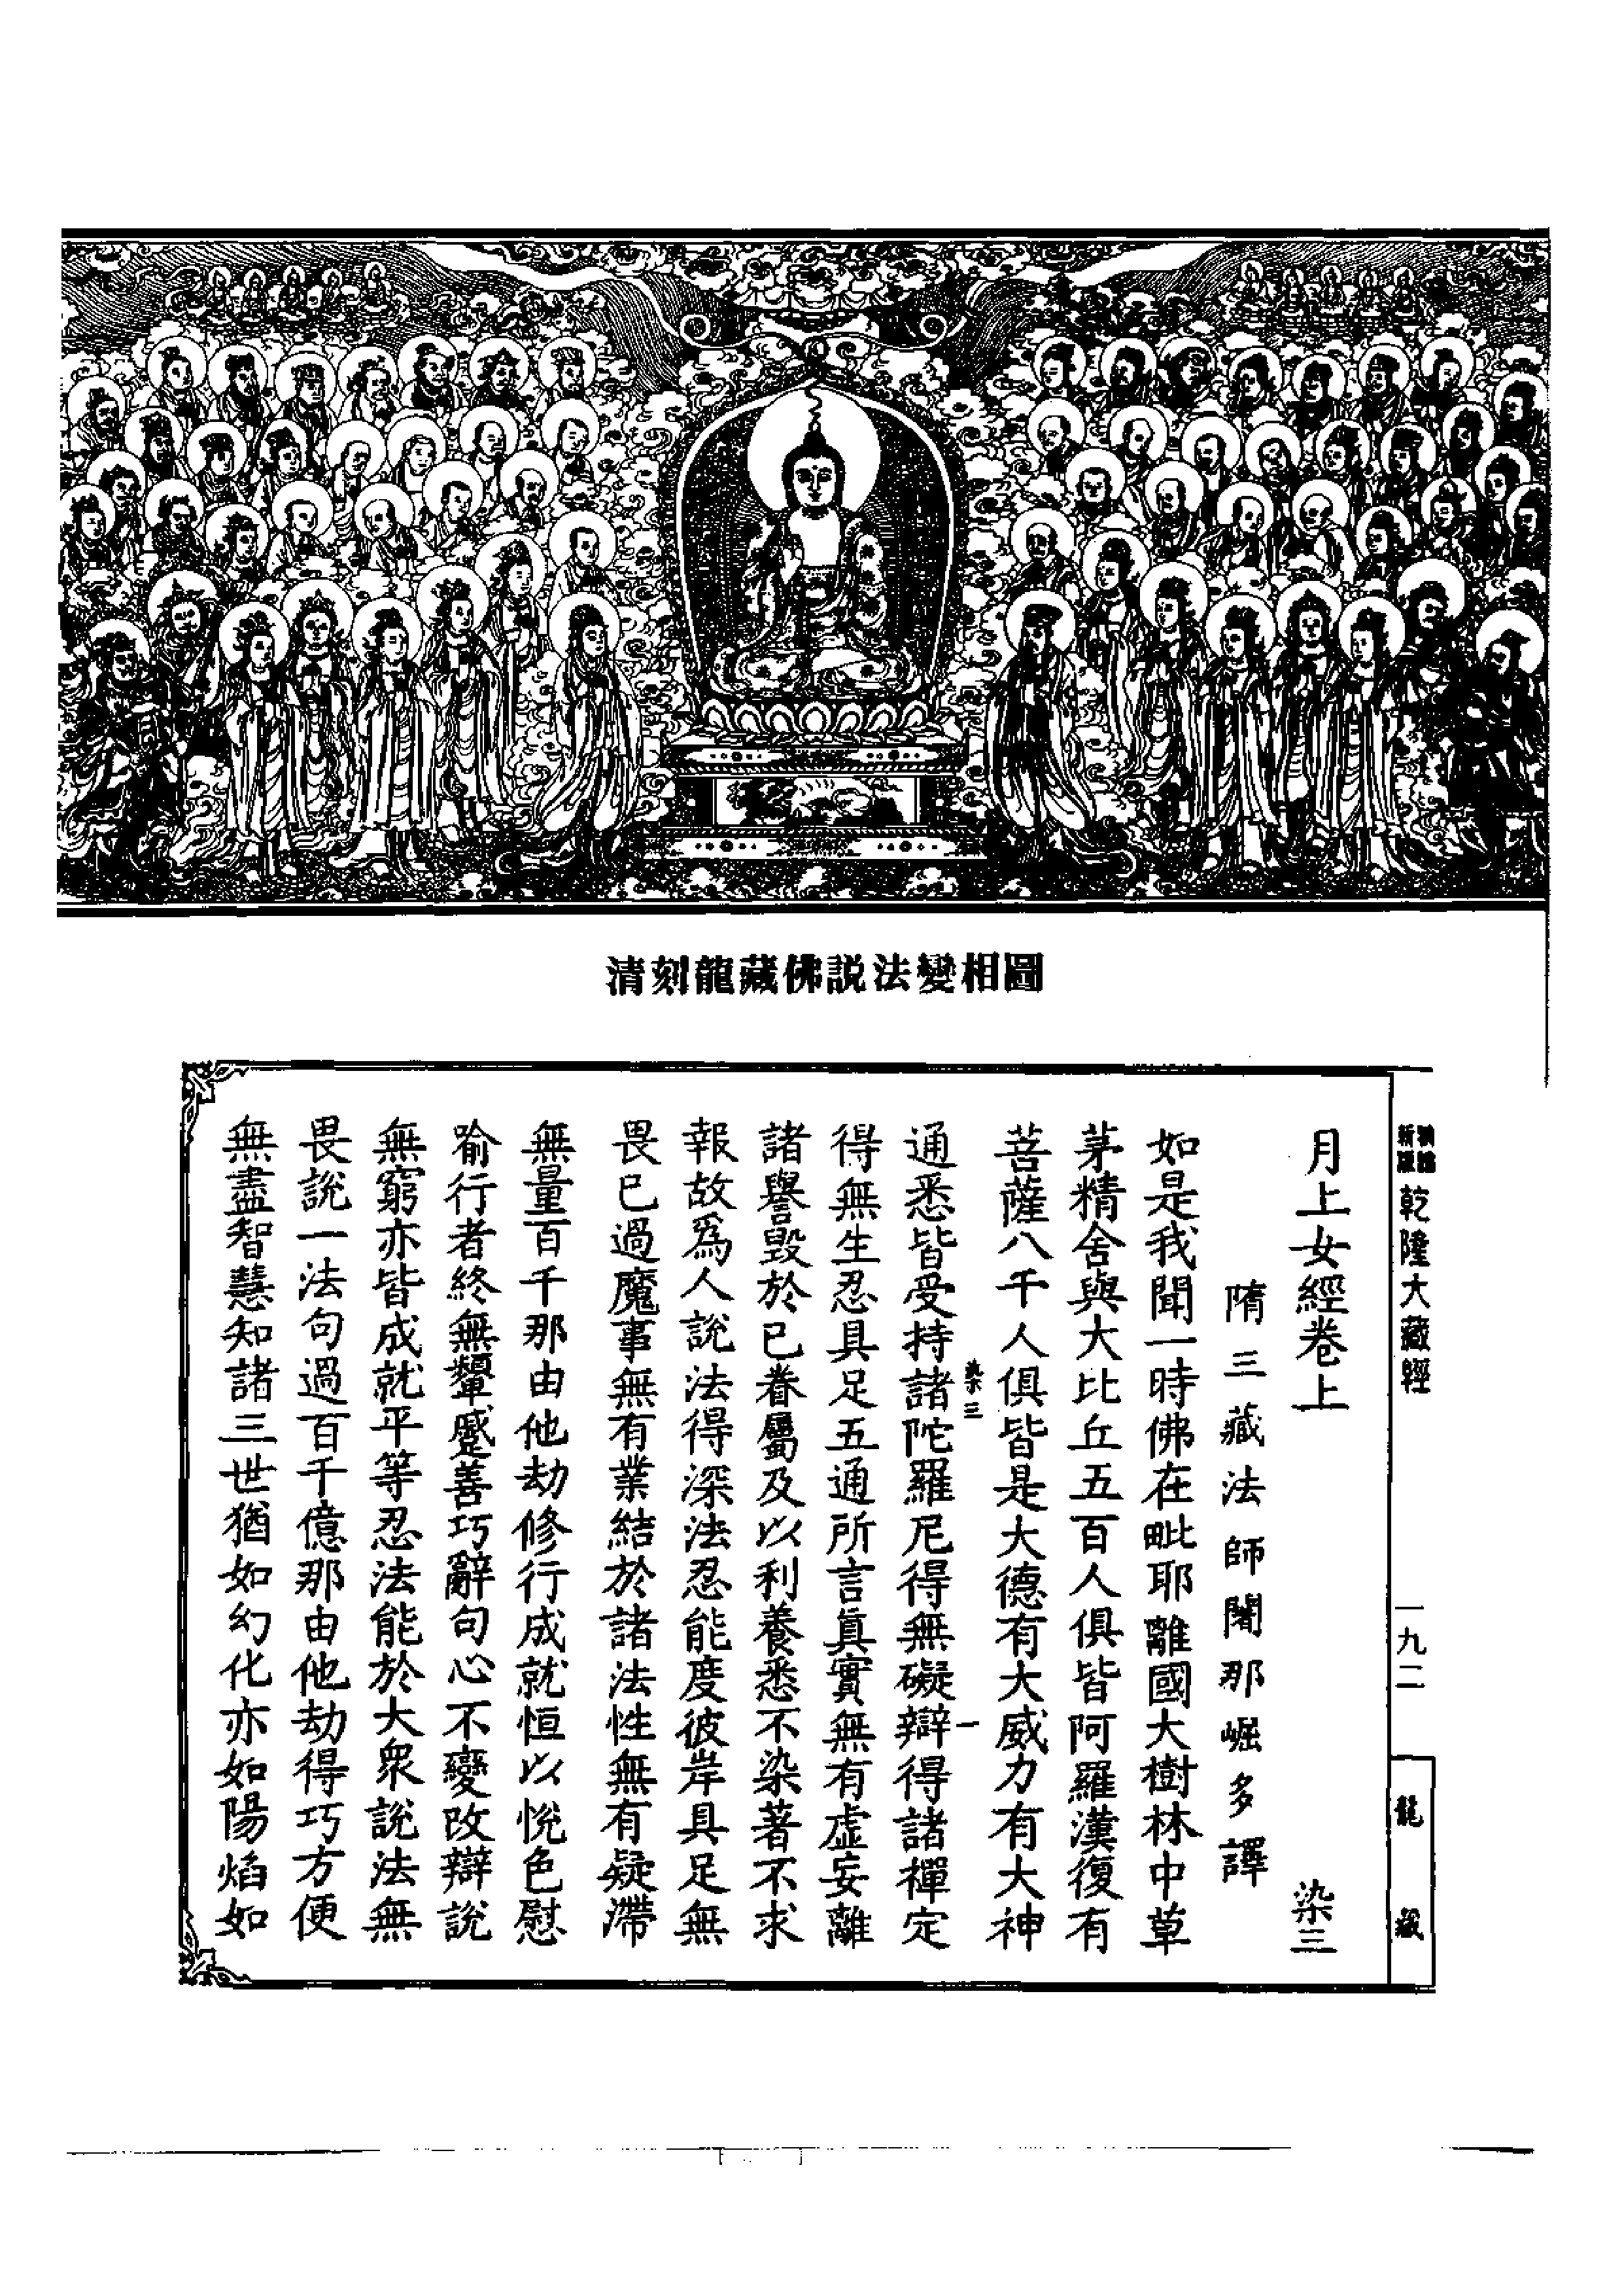 清刻龍藏佛説法變相圖
新版
乾隆大藏經
一九二
龍藏
月上女經卷上 染三
隋三藏法師闍那崛多譯
如是我聞一時佛在毗耶離國大樹林中草
茅精舍與大比丘五百人俱皆阿羅漢復有
菩薩八千人俱皆是大德有大威力有大神
染三 一
通悉皆受持諸陀羅尼得無礙辯得諸禪定
得無生忍具足五通所言眞實無有虛妄離
諸譽毀於已眷屬及以利養悉不染著不求
報故爲人說法得深法忍能度彼岸具足無
畏已過魔事無有業結於諸法性無有疑滯
無量百千那由他劫修行成就恒以悅色慰
喻行者終無顰蹙善巧辭句心不變改辯說
無窮亦皆成就平等忍法能於大衆說法無
畏說一法句過百千億那由他劫得巧方便
無盡智慧知諸三世猶如幻化亦如陽焰如